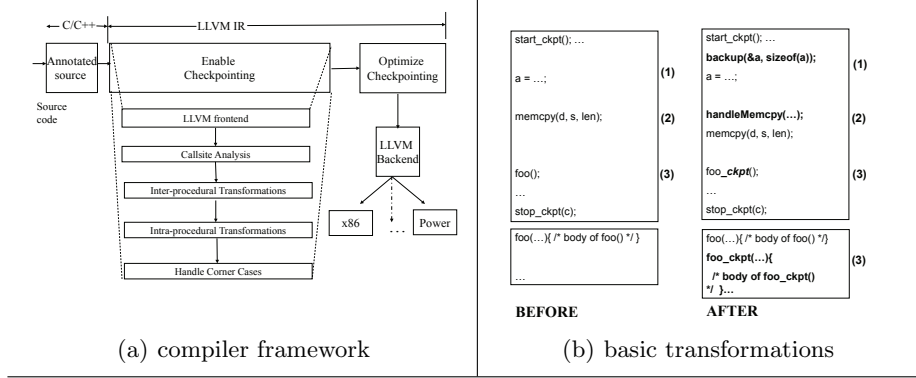 C/C++
LLVM IR
Annotated
source
Enable
Checkpointing
Optimize
Checkpointing
Source
code
LLVM frontend
Callsite Analysis
Inter-procedural Transformations
Intra-procedural Transformations
Handle Corner Cases
LLVM
Backend
x86
. . .
Power
(a) compiler framework
start_ckpt(); …
a = …;
(1)
memcpy(d, s, len);
(2)
foo();
(3)
…
stop_ckpt(c);
foo(…){ /* body of foo() */ }
…
BEFORE
start_ckpt(); …
backup(&a, sizeof(a));
(1)
a = …;
handleMemcpy(…);
(2)
memcpy(d, s, len);
foo_ckpt();
(3)
…
stop_ckpt(c);
foo(…){ /* body of foo() */}
foo_ckpt(…){
(3)
/* body of foo_ckpt()
*/ }…
AFTER
(b) basic transformations